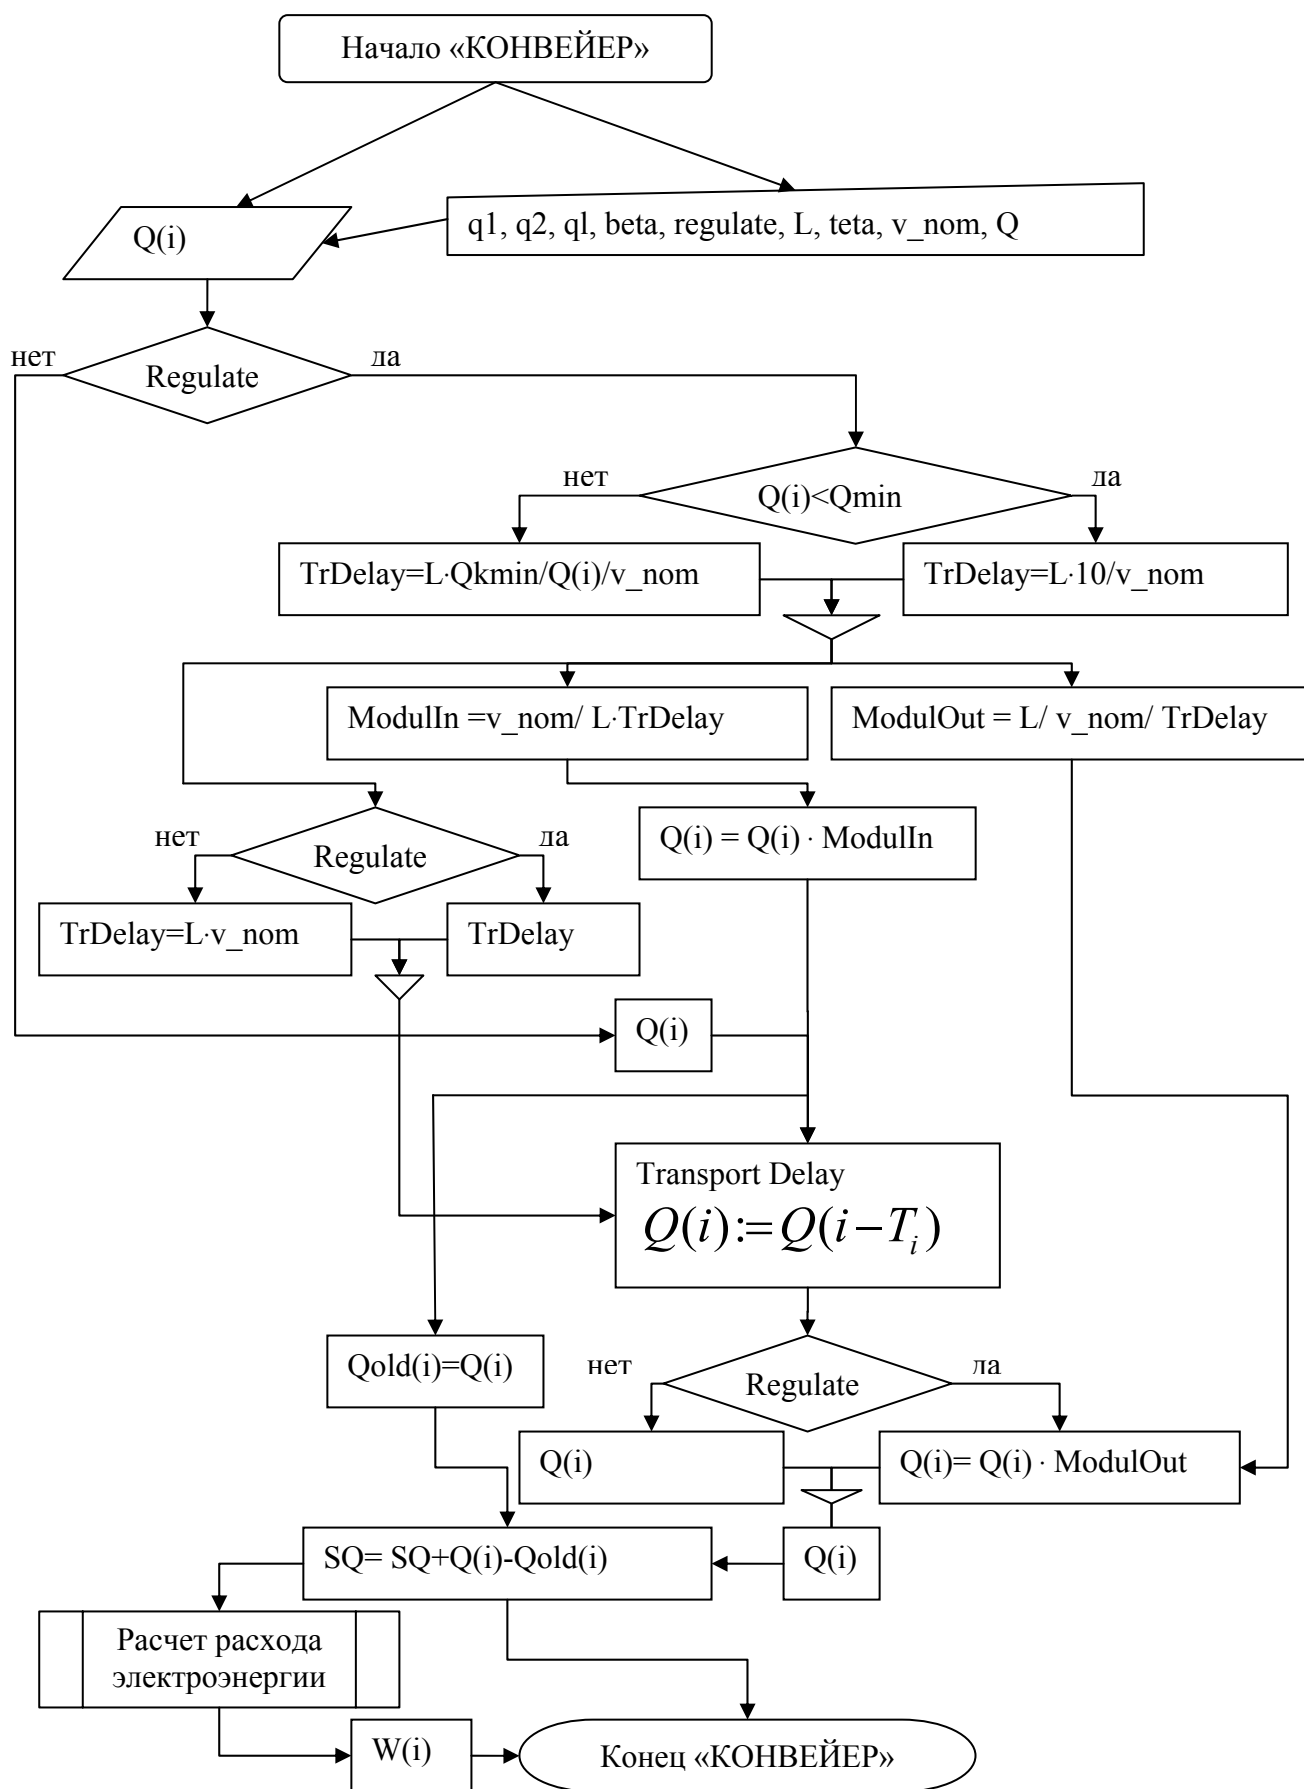 Начало «КОНВЕЙЕР»
Q(i)
q1, q2, ql, beta, regulate, L, teta, v_nom, Q
нет
Regulate
да
нет
Q(i)<Qmin
да
TrDelay=L·Qkmin/Q(i)/v_nom
TrDelay=L·10/v_nom
ModulIn =v_nom/ L·TrDelay
ModulOut = L/ v_nom/ TrDelay
нет
Regulate
да
Q(i) = Q(i) · ModulIn
TrDelay=L·v_nom
TrDelay
Q(i)
Transport Delay
Q(i):=Q(i−T_i)
Qold(i)=Q(i)
нет
Regulate
да
Q(i)
Q(i)= Q(i) · ModulOut
SQ= SQ+Q(i)-Qold(i)
Q(i)
Расчет расхода
электроэнергии
W(i)
Конец «КОНВЕЙЕР»